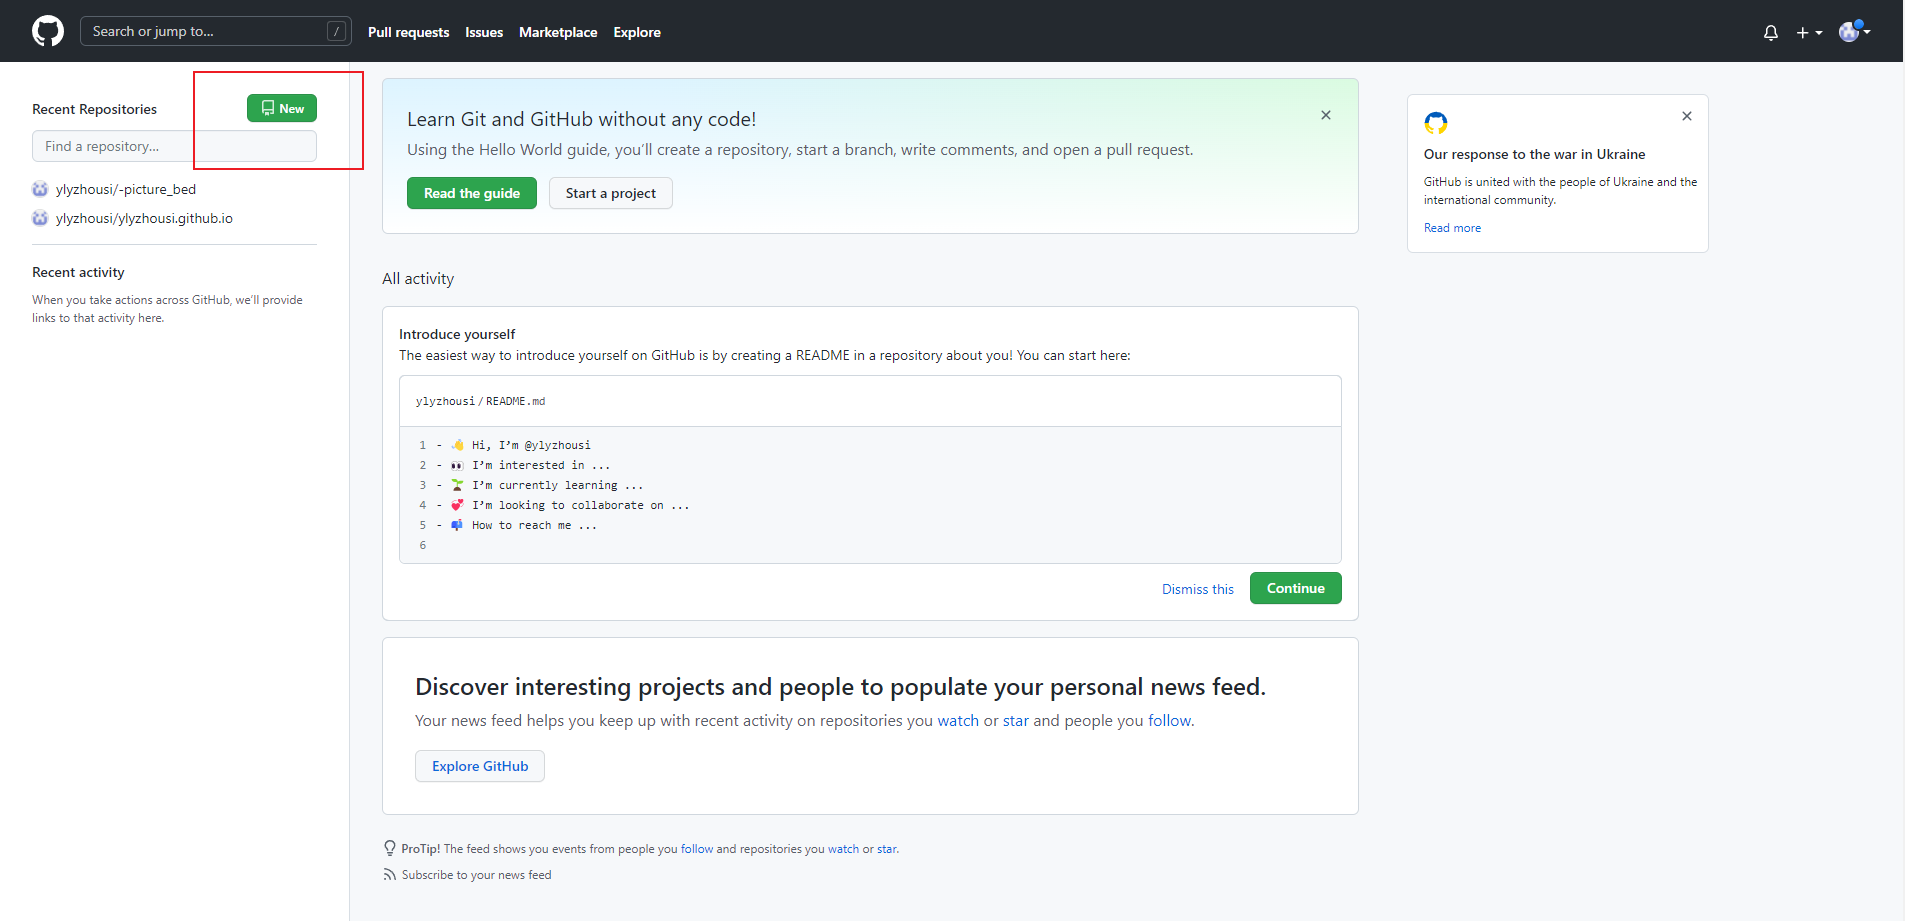 Search or jump to...
/
Pull requests
Issues
Marketplace
Explore
Recent Repositories
New
Find a repository...
ylyzhousi/-picture_bed
ylyzhousi/ylyzhousi.github.io
Recent activity
When you take actions across GitHub, we’ll provide
links to that activity here.
Learn Git and GitHub without any code!
Using the Hello World guide, you’ll create a repository, start a branch, write comments, and open a pull request.
Read the guide
Start a project
All activity
Introduce yourself
The easiest way to introduce yourself on GitHub is by creating a README in a repository about you! You can start here:
ylyzhousi/README.md
1 - 👋 Hi, I’m @ylyzhousi
2 - 👀 I’m interested in ...
3 - 🌱 I’m currently learning ...
4 - 💞️ I’m looking to collaborate on ...
5 - 📫 How to reach me ...
6
Dismiss this
Continue
Discover interesting projects and people to populate your personal news feed.
Your news feed helps you keep up with recent activity on repositories you watch or star and people you follow.
Explore GitHub
ProTip! The feed shows you events from people you follow and repositories you watch or star.
Subscribe to your news feed
Our response to the war in Ukraine
GitHub is united with the people of Ukraine and the
international community.
Read more